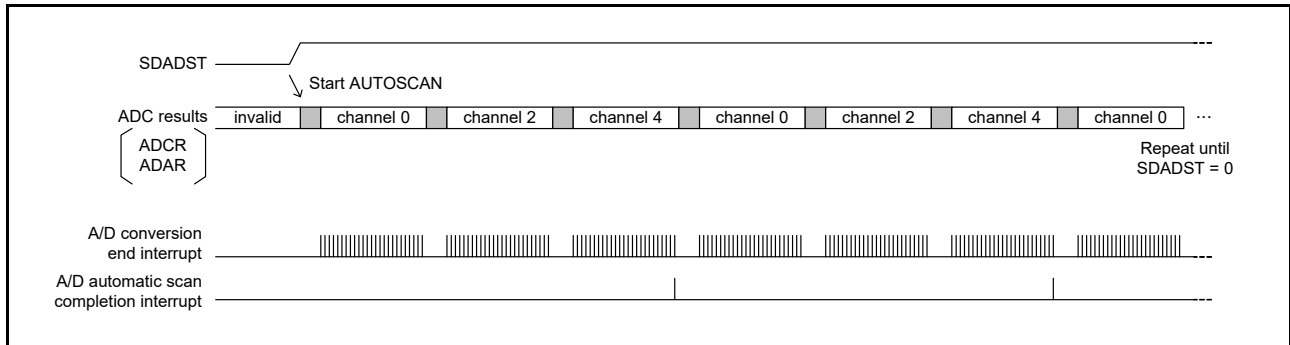 SDADST
Start AUTOSCAN
ADC results invalid channel 0 channel 2 channel 4 channel 0 channel 2 channel 4 channel 0 ...
ADCR
ADAR
Repeat until
SDADST = 0
A/D conversion
end interrupt
A/D automatic scan
completion interrupt